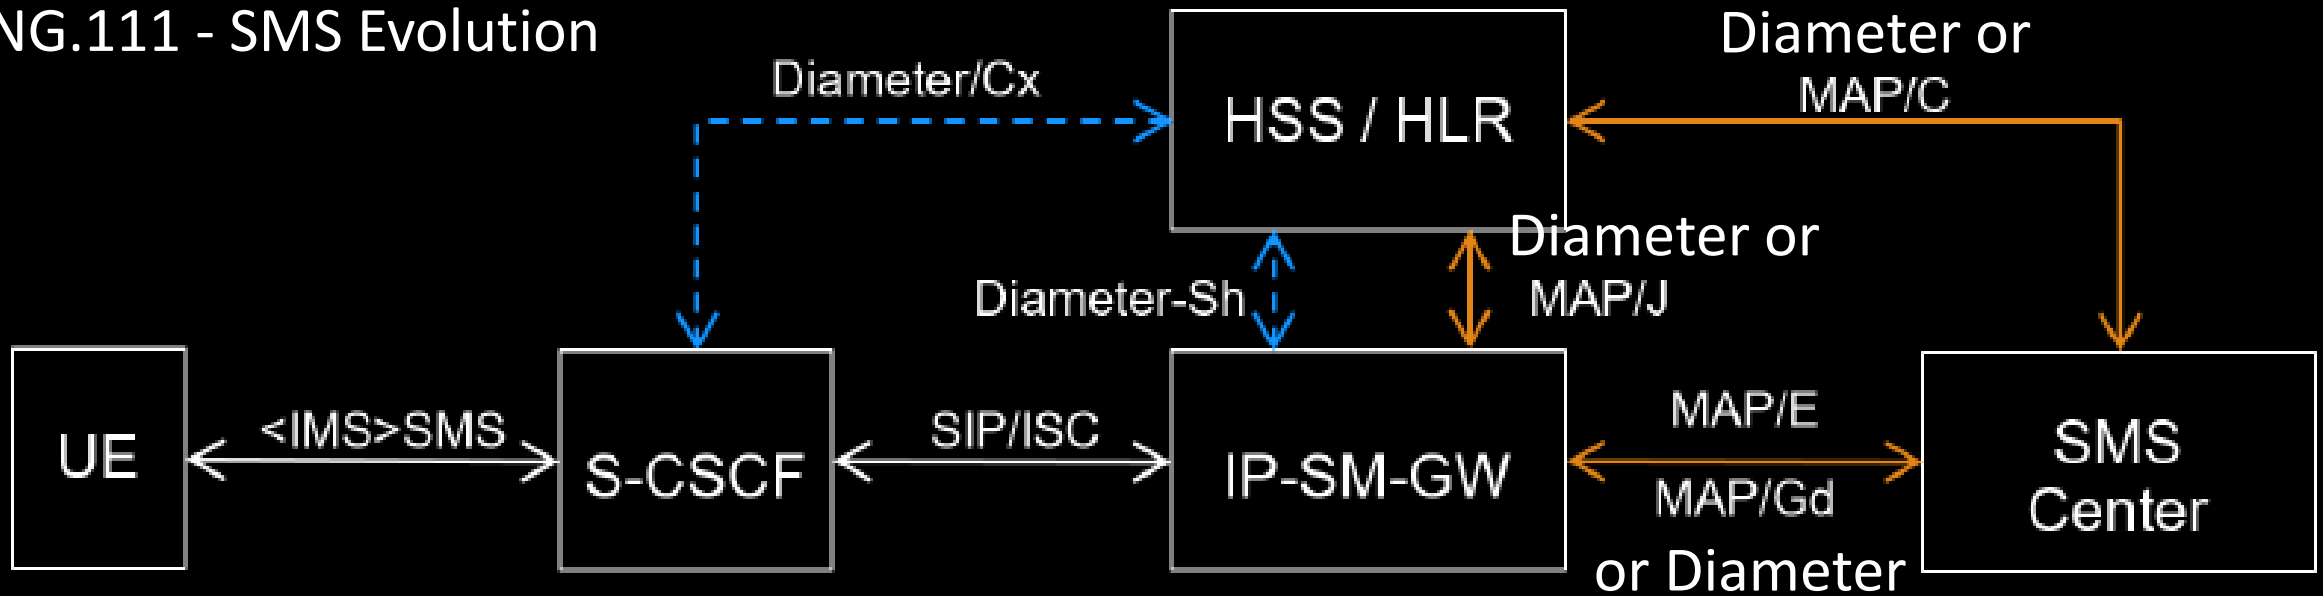 NG.111 - SMS Evolution
Diameter/Cx
HSS / HLR
Diameter or
MAP/C
Diameter-Sh
Diameter or
MAP/J
UE
<IMS>SMS
S-CSCF
SIP/ISC
IP-SM-GW
MAP/E
MAP/Gd
or Diameter
SMS
Center